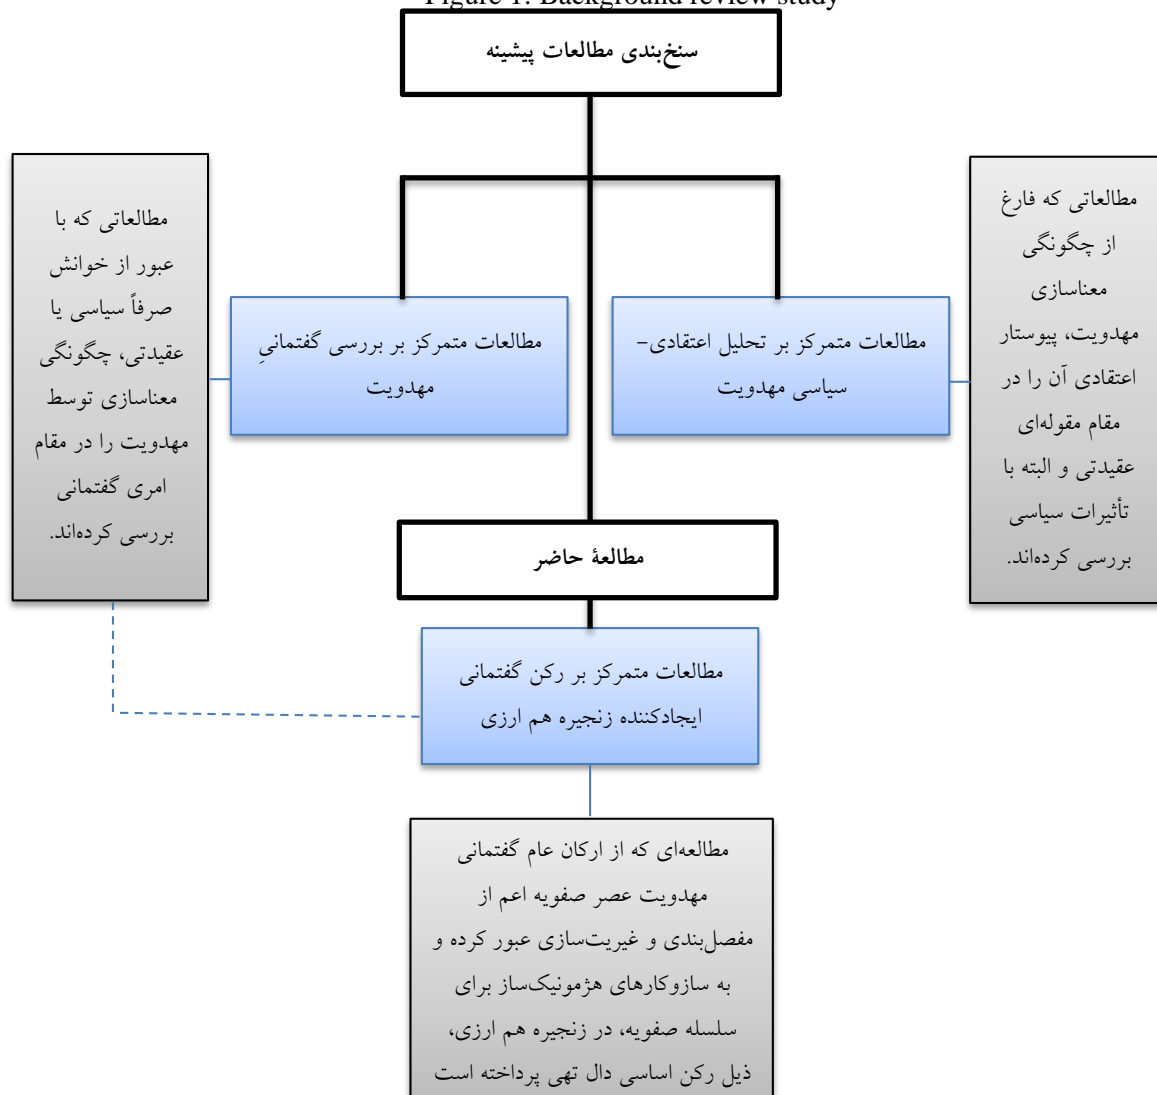 Figure 1. Background review study
سنخ‌بندی مطالعات پیشینه
مطالعاتی که فارغ
از چگونگی
معناسازی
مهدویت، پیوستار
اعتقادی آن را در
مقام مقوله‌ای
عقیدتی و البته با
تأثیرات سیاسی
بررسی کرده‌اند.
مطالعات متمرکز بر تحلیل اعتقادی–
سیاسی مهدویت
مطالعات متمرکز بر بررسی گفتمانیِ
مهدویت
مطالعاتی که با
عبور از خوانش
صرفاً سیاسی یا
عقیدتی، چگونگی
معناسازی توسط
مهدویت را در مقام
امری گفتمانی
بررسی کرده‌اند.
مطالعۀ حاضر
مطالعات متمرکز بر رکن گفتمانی
ایجادکننده زنجیره هم ارزی
مطالعه‌ای که از ارکان عام گفتمانی
مهدویت عصر صفویه اعم از
مفصل‌بندی و غیریت‌سازی عبور کرده و
به سازوکارهای هژمونیک‌ساز برای
سلسله صفویه، در زنجیره هم ارزی،
ذیل رکن اساسی دال تهی پرداخته است